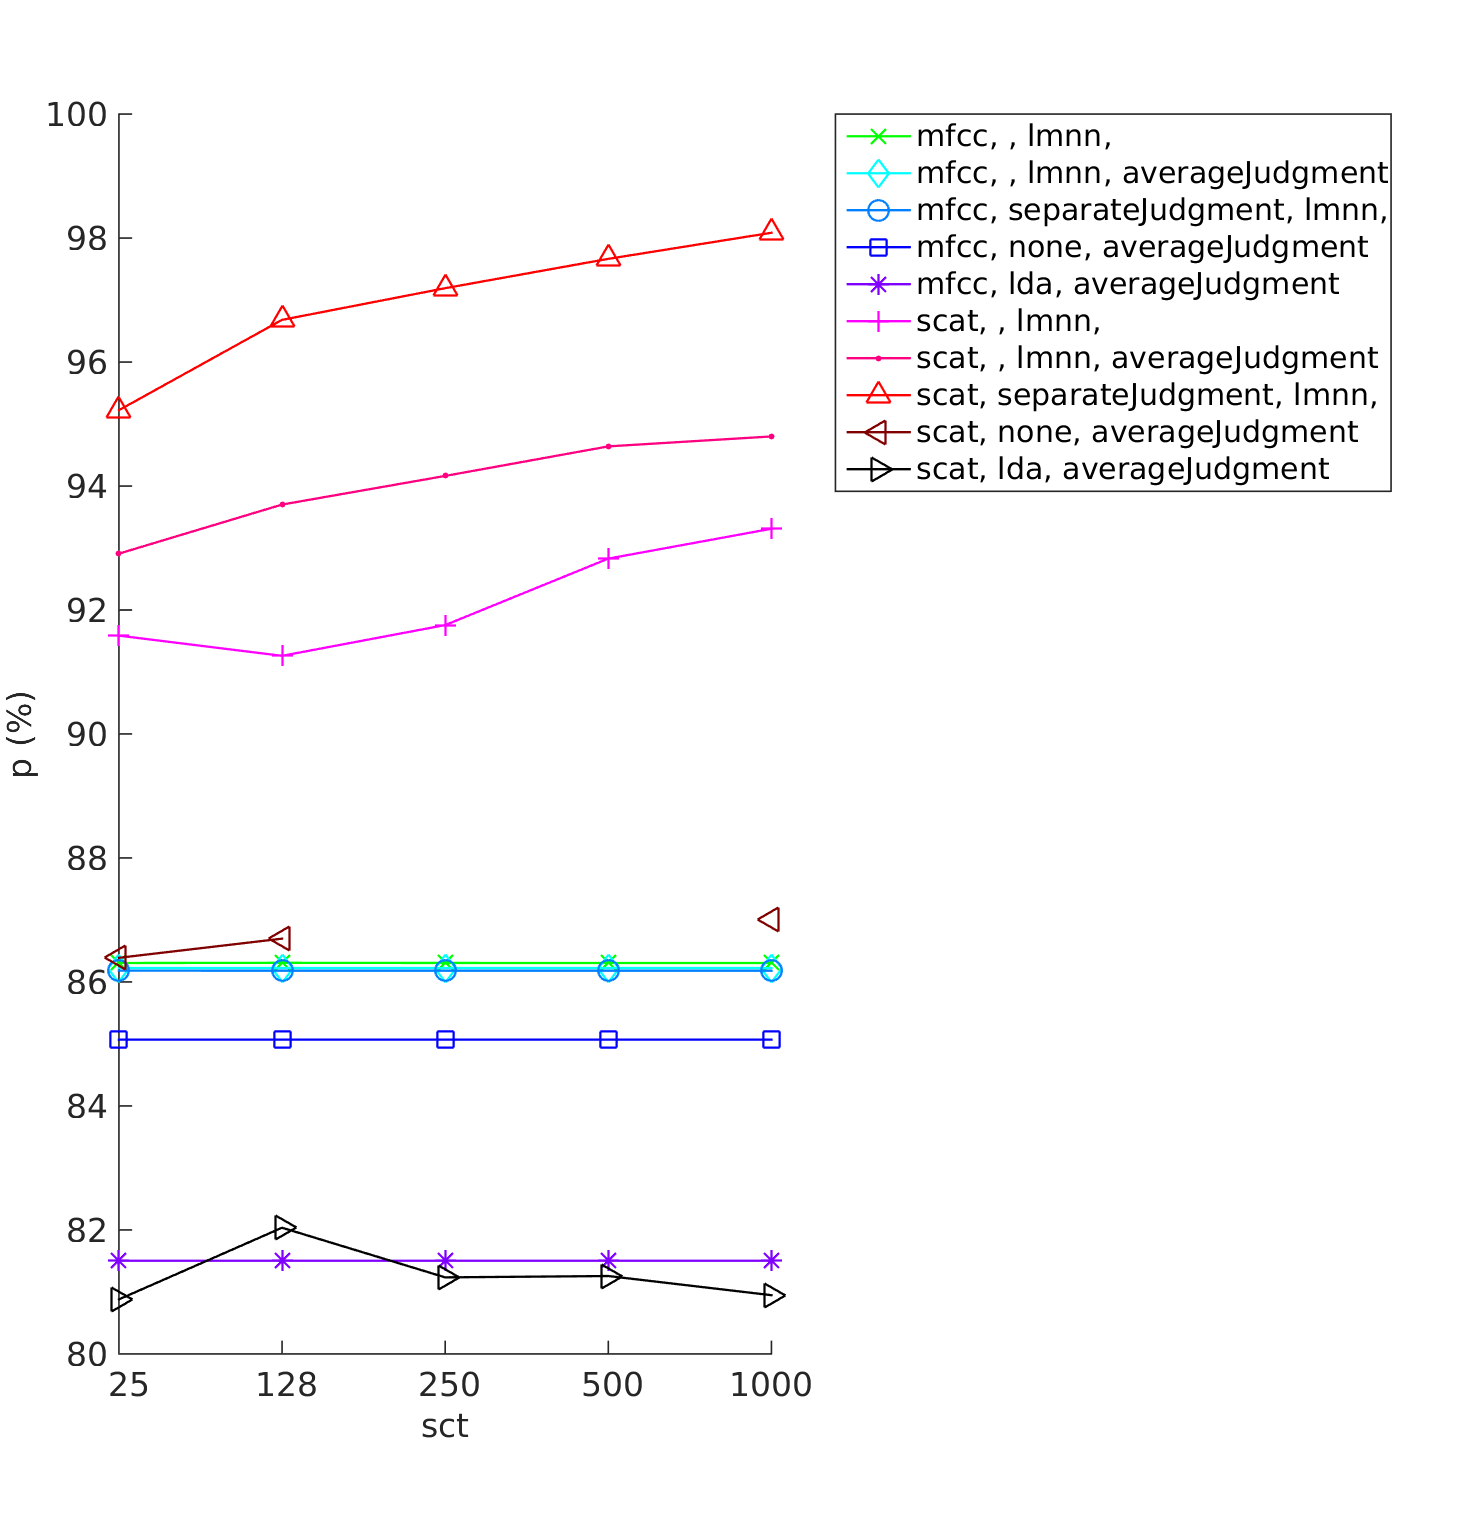 100
98
96
94
92
90
88
86
84
82
80
p (%)
25 128 250 500 1000
sct
mfcc, , lmnn,
mfcc, , lmnn, averageJudgment
mfcc, separateJudgment, lmnn,
mfcc, none, averageJudgment
mfcc, lda, averageJudgment
scat, , lmnn,
scat, , lmnn, averageJudgment
scat, separateJudgment, lmnn,
scat, none, averageJudgment
scat, lda, averageJudgment